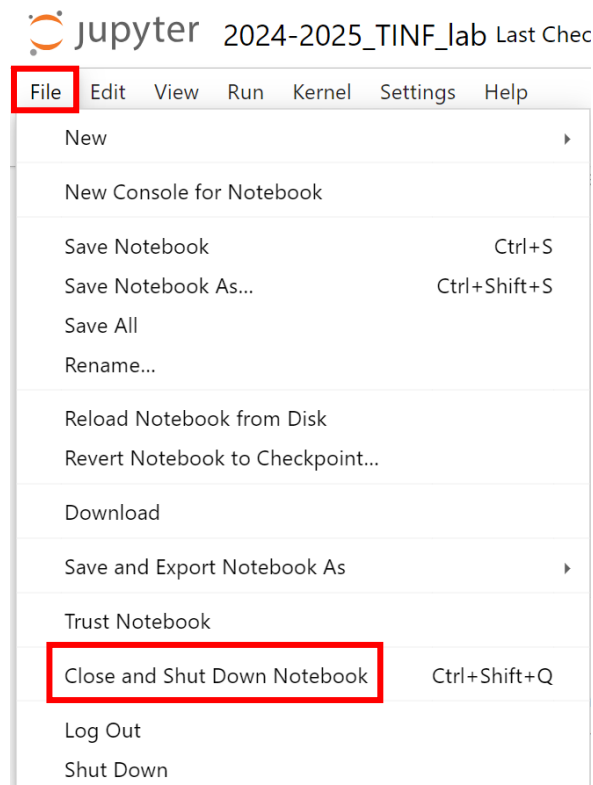 jupyter 2024-2025_TINF_lab Last Chec
File Edit View Run Kernel Settings Help
New
New Console for Notebook
Save Notebook Ctrl+S
Save Notebook As... Ctrl+Shift+S
Save All
Rename...
Reload Notebook from Disk
Revert Notebook to Checkpoint...
Download
Save and Export Notebook As
Trust Notebook
Close and Shut Down Notebook Ctrl+Shift+Q
Log Out
Shut Down